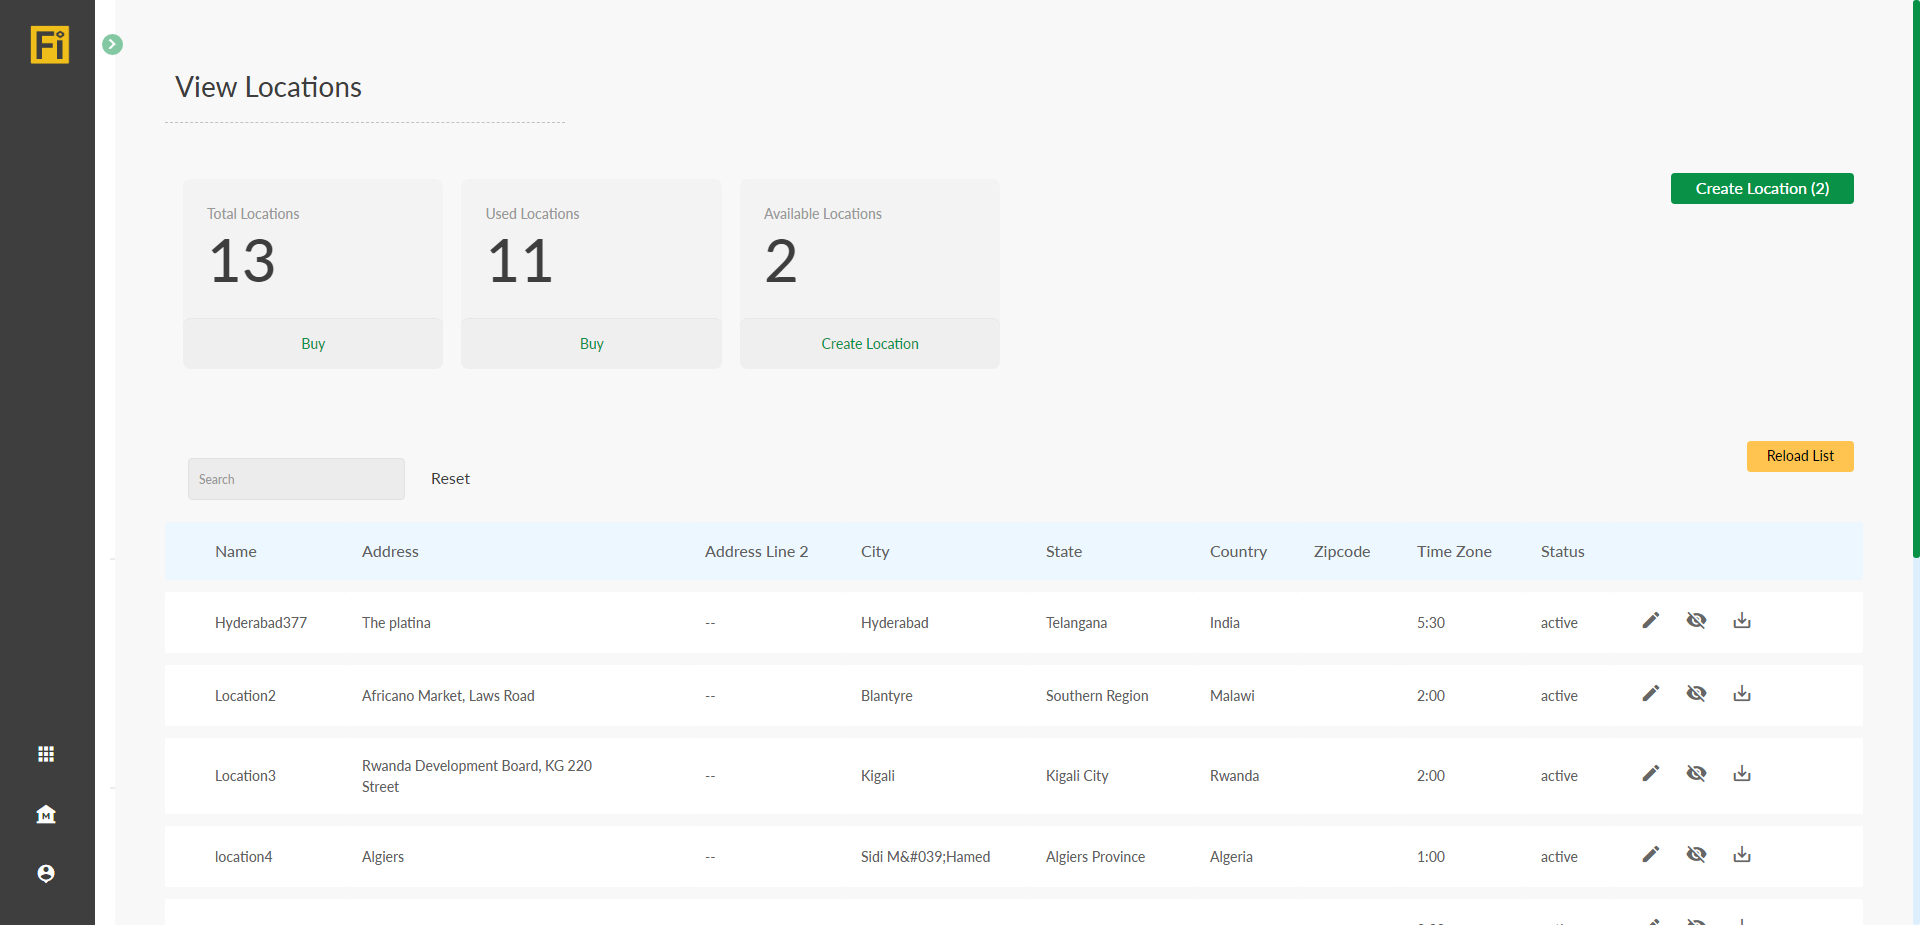 Fi
View Locations
Create Location (2)
Total Locations
13
Buy
Used Locations
11
Buy
Available Locations
2
Create Location
Search
Reset
Reload List
Name Address Address Line 2 City State Country Zipcode Time Zone Status
Hyderabad377 The platina -- Hyderabad Telangana India 5:30 active
Location2 Africano Market, Laws Road -- Blantyre Southern Region Malawi 2:00 active
Location3 Rwanda Development Board, KG 220 Street -- Kigali Kigali City Rwanda 2:00 active
location4 Algiers -- Sidi M&#039;Hamed Algiers Province Algeria 1:00 active
M